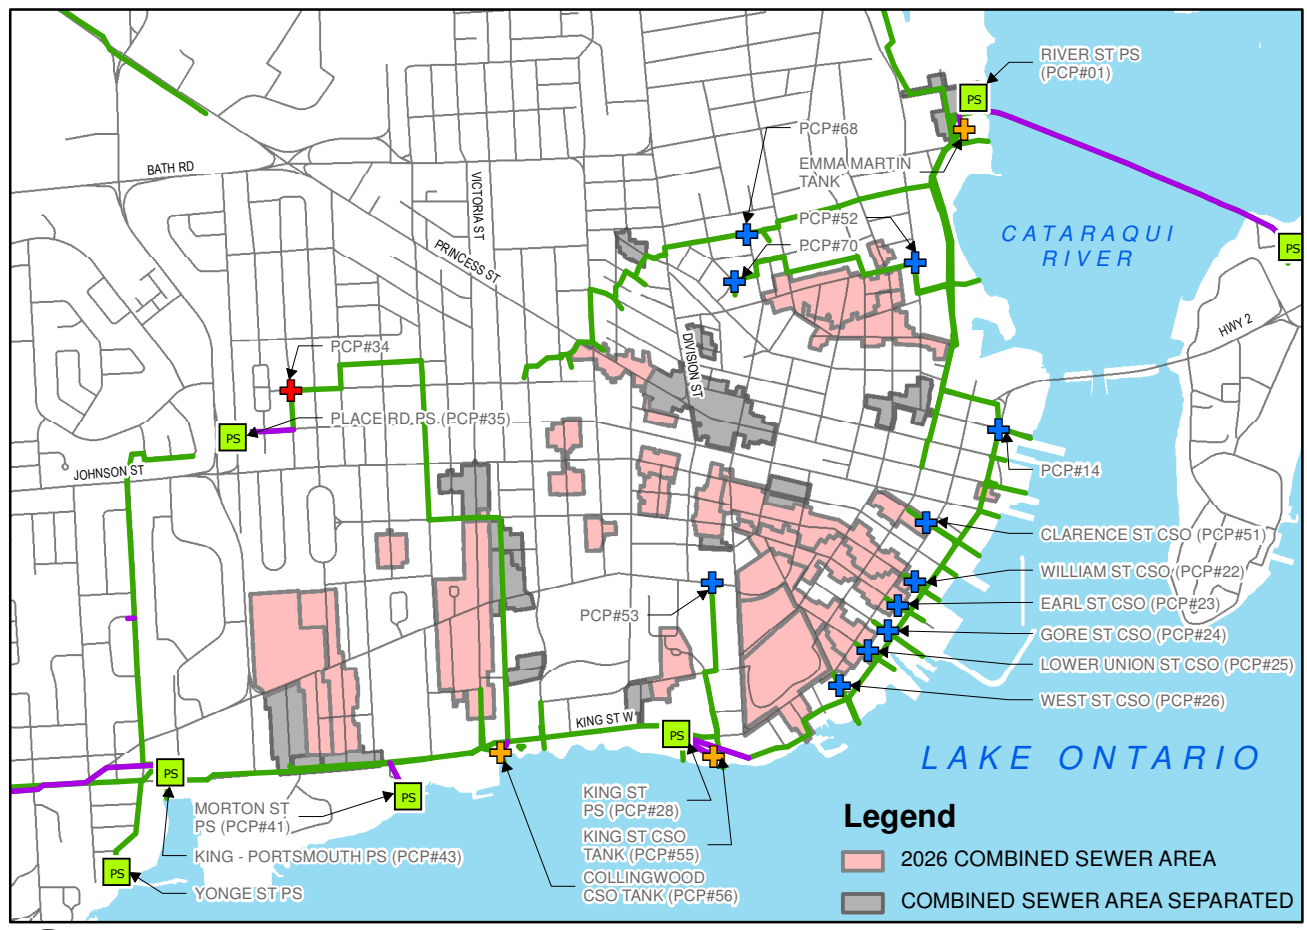 RIVER ST PS
(PCP#01)
PS
PCP#68
EMMA MARTIN
TANK
BATH RD
VICTORIA ST
PCP#52
CATARAQUI
RIVER
PCP#70
PS
PRINCESS ST
HWY 2
DIVISION ST
PCP#34
PLACE RD PS (PCP#35)
PS
JOHNSON ST
PCP#14
CLARENCE ST CSO (PCP#51)
WILLIAM ST CSO (PCP#22)
EARL ST CSO (PCP#23)
PCP#53
GORE ST CSO (PCP#24)
LOWER UNION ST CSO (PCP#25)
WEST ST CSO (PCP#26)
KING ST W
PS
LAKE ONTARIO
PS
PS
MORTON ST
PS (PCP#41)
KING ST
PS (PCP#28)
KING ST CSO
TANK (PCP#55)
KING - PORTSMOUTH PS (PCP#43)
PS
YONGE ST PS
COLLINGWOOD
CSO TANK (PCP#56)
Legend
2026 COMBINED SEWER AREA
COMBINED SEWER AREA SEPARATED